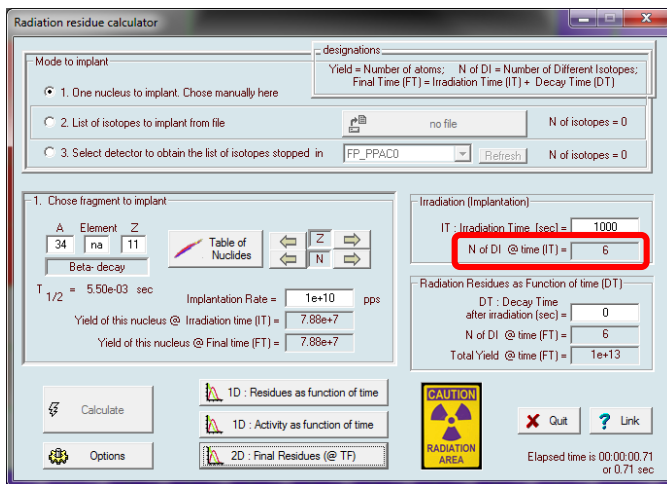 Radiation residue calculator
designations
Yield = Number of atoms; N of DI = Number of Different Isotopes;
Final Time (FT) = Irradiation Time (IT) + Decay Time (DT)
Mode to implant
1. One nucleus to implant. Chose manually here
2. List of isotopes to implant from file
no file
N of isotopes = 0
3. Select detector to obtain the list of isotopes stopped in
FP_PPAC0
Refresh
N of isotopes = 0
1. Chose fragment to implant
A Element Z
34 na 11
Beta- decay
Table of
Nuclides
Z
N
T 1/2 = 5.50e-03 sec
Implantation Rate = 1e+10 pps
Yield of this nucleus @ Irradiation time (IT) = 7.88e+7
Yield of this nucleus @ Final time (FT) = 7.88e+7
Irradiation (Implantation)
IT : Irradiation Time [sec] = 1000
N of DI @ time (IT) = 6
Radiation Residues as Function of time (DT)
DT : Decay Time
after irradiation (sec) = 0
N of DI @ time (FT) = 6
Total Yield @ time (FT) = 1e+13
Calculate
Options
1D : Residues as function of time
1D : Activity as function of time
2D : Final Residues (@ TF)
CAUTION
RADIATION
AREA
Quit
Link
Elapsed time is 00:00:00.71
or 0.71 sec